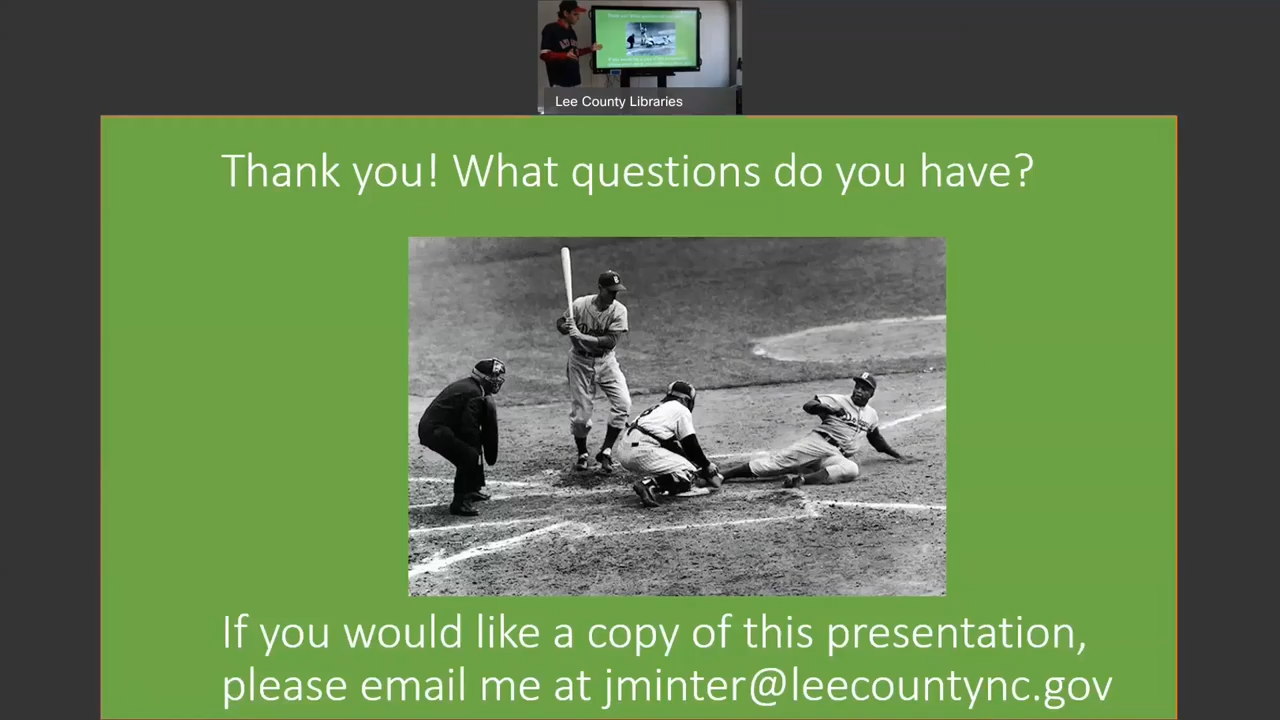 Lee County Libraries
Thank you! What questions do you have?
If you would like a copy of this presentation,
please email me at jminter@leecountync.gov